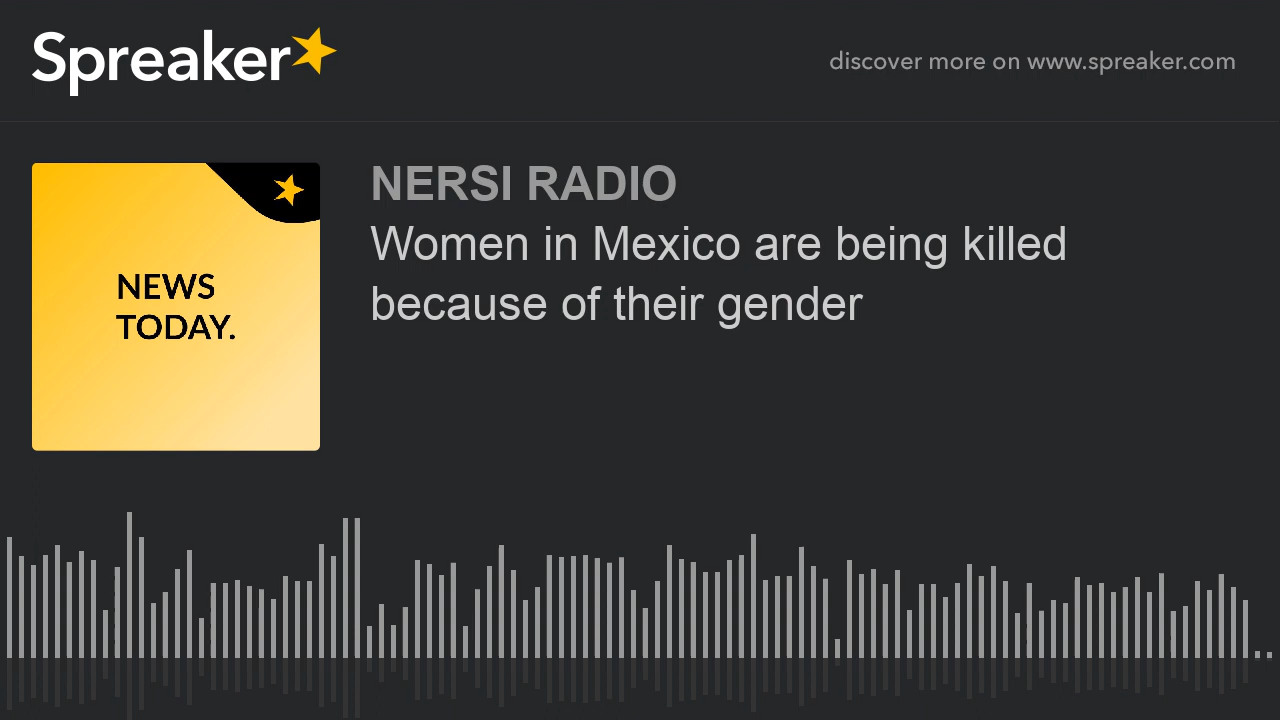 Spreaker
discover more on www.spreaker.com
NEWS
TODAY.
NERSI RADIO
Women in Mexico are being killed
because of their gender